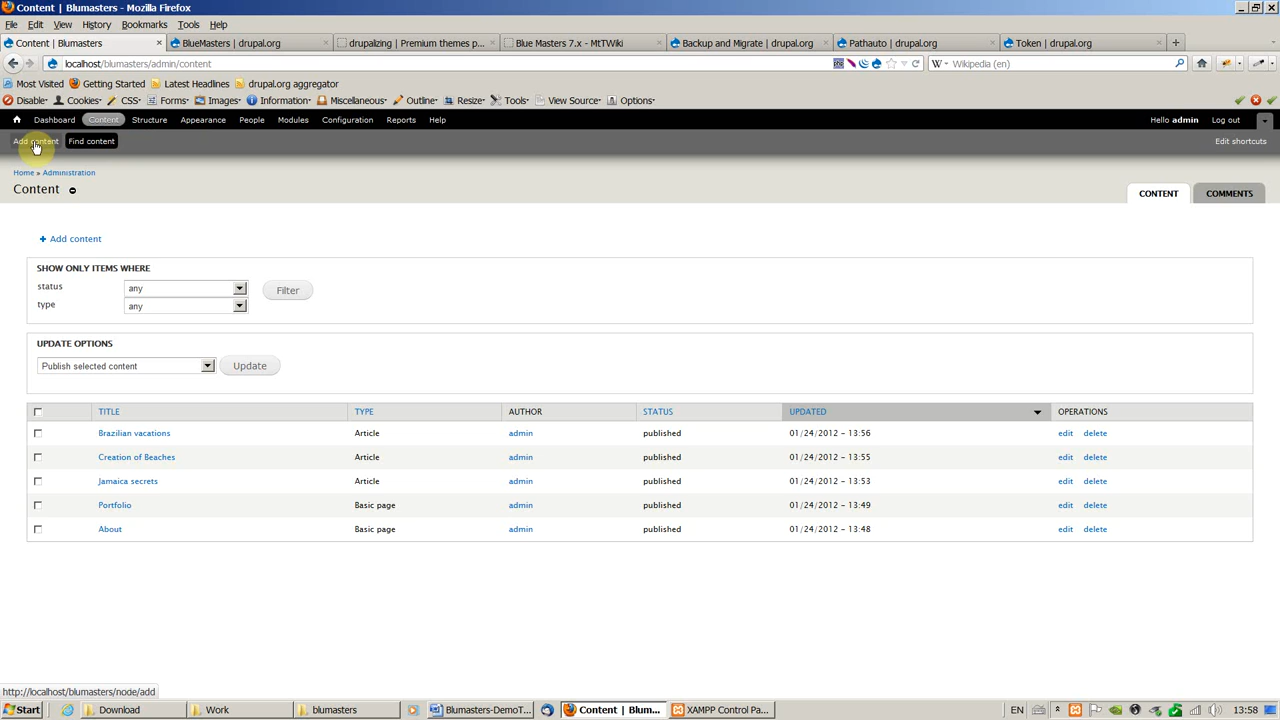 Content | Blumasters - Mozilla Firefox
File Edit View History Bookmarks Tools Help
Content | Blumasters BlueMasters | drupal.org drupalizing | Premium themes p... Blue Masters 7.x - MtTWiki Backup and Migrate | drupal.org Pathauto | drupal.org Token | drupal.org
localhost/blumasters/admin/content Wikipedia (en)
Most Visited Getting Started Latest Headlines drupal.org aggregator
Disable Cookies CSS Forms Images Information Miscellaneous Outline Resize Tools View Source Options
Dashboard Content Structure Appearance People Modules Configuration Reports Help Hello admin Log out
Add content Find content Edit shortcuts
Home » Administration
Content CONTENT COMMENTS
+ Add content
SHOW ONLY ITEMS WHERE
status any Filter
type any
UPDATE OPTIONS
Publish selected content Update
TITLE TYPE AUTHOR STATUS UPDATED OPERATIONS
Brazilian vacations Article admin published 01/24/2012 - 13:56 edit delete
Creation of Beaches Article admin published 01/24/2012 - 13:55 edit delete
Jamaica secrets Article admin published 01/24/2012 - 13:53 edit delete
Portfolio Basic page admin published 01/24/2012 - 13:49 edit delete
About Basic page admin published 01/24/2012 - 13:48 edit delete
http://localhost/blumasters/node/add
Start Download Work blumasters Blumasters-DemoT... Content | Blum... XAMPP Control Pa... EN 13:58